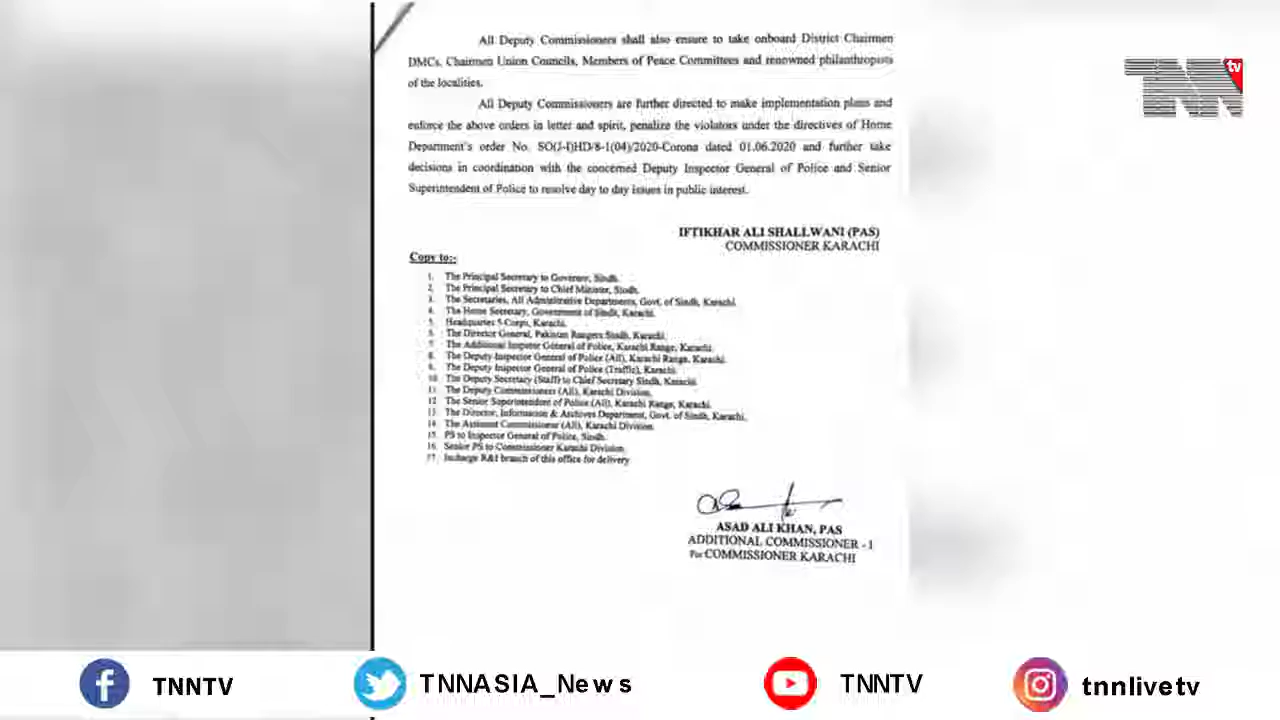 All Deputy Commissioners shall also ensure to take onboard District Chairmen
DMCs, Chairmen Union Councils, Members of Peace Committees and renowned philanthropists
of the localities.
All Deputy Commissioners are further directed to make implementation plans and
enforce the above orders in letter and spirit, penalize the violators under the directives of Home
Department's order No. SO(J-I)HD/8-1(04)/2020-Corona dated 01.06.2020 and further take
decisions in coordination with the concerned Deputy Inspector General of Police and Senior
Superintendent of Police to resolve day to day issues in public interest.
IFTIKHAR ALI SHALLWANI (PAS)
COMMISSIONER KARACHI
Copy to:-
1. The Principal Secretary to Governor, Sindh.
2. The Principal Secretary to Chief Minister, Sindh.
3. The Secretaries, All Administrative Departments, Govt. of Sindh, Karachi.
4. The Home Secretary, Government of Sindh, Karachi.
5. Headquarters 5 Corps, Karachi.
6. The Director General, Pakistan Rangers Sindh, Karachi.
7. The Additional Inspector General of Police, Karachi Range, Karachi.
8. The Deputy Inspector General of Police (All), Karachi Range, Karachi.
9. The Deputy Inspector General of Police (Traffic), Karachi.
10. The Deputy Secretary (Staff) to Chief Secretary Sindh, Karachi.
11. The Deputy Commissioners (All), Karachi Division.
12. The Senior Superintendent of Police (All), Karachi Range, Karachi.
13. The Director, Information & Archives Department, Govt. of Sindh, Karachi.
14. The Assistant Commissioner (All), Karachi Division.
15. PS to Inspector General of Police, Sindh.
16. Senior PS to Commissioner Karachi Division.
17. Incharge R&I branch of this office for delivery
ASAD ALI KHAN, PAS
ADDITIONAL COMMISSIONER - I
For COMMISSIONER KARACHI
TNN tv
TNNTV
TNNASIA_News
TNNTV
tnnlivetv